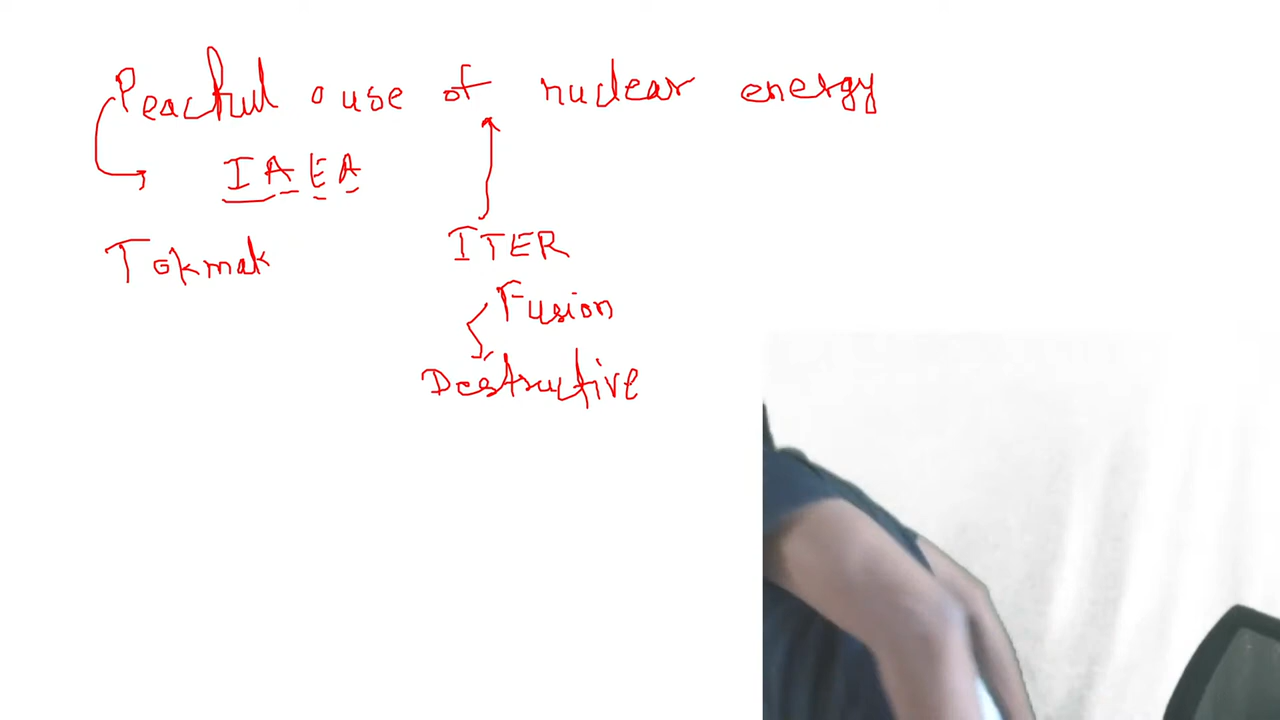 Peaceful use of nuclear energy
IAEA
Tokmak
ITER
Fusion
Destructive